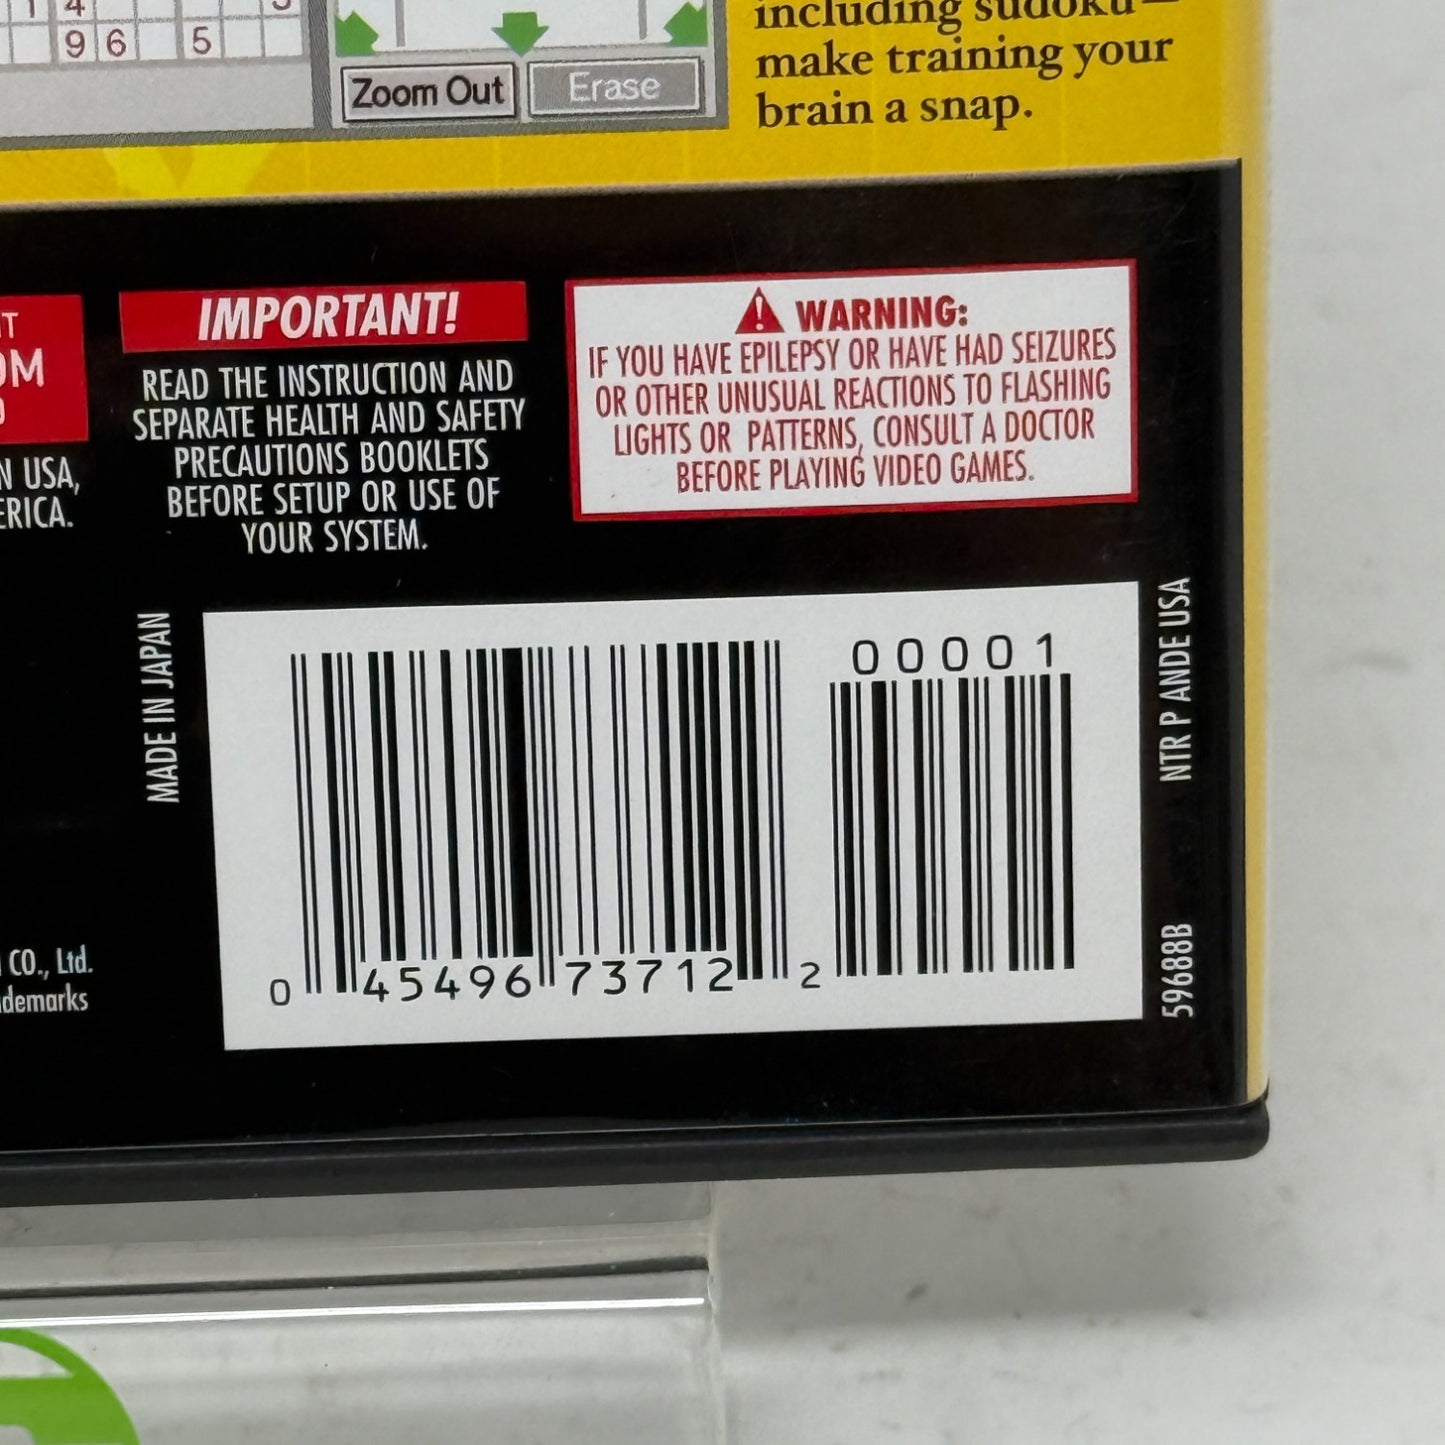 1 4
9 6 5
Zoom Out
Erase
including sudoku—
make training your
brain a snap.
IMPORTANT!
READ THE INSTRUCTION AND
SEPARATE HEALTH AND SAFETY
PRECAUTIONS BOOKLETS
BEFORE SETUP OR USE OF
YOUR SYSTEM.
WARNING:
IF YOU HAVE EPILEPSY OR HAVE HAD SEIZURES
OR OTHER UNUSUAL REACTIONS TO FLASHING
LIGHTS OR PATTERNS, CONSULT A DOCTOR
BEFORE PLAYING VIDEO GAMES.
N USA,
ERICA.
MADE IN JAPAN
00001
0 45496 73712 2
NTR P ANDE USA
59688B
CO., Ltd.
demarks